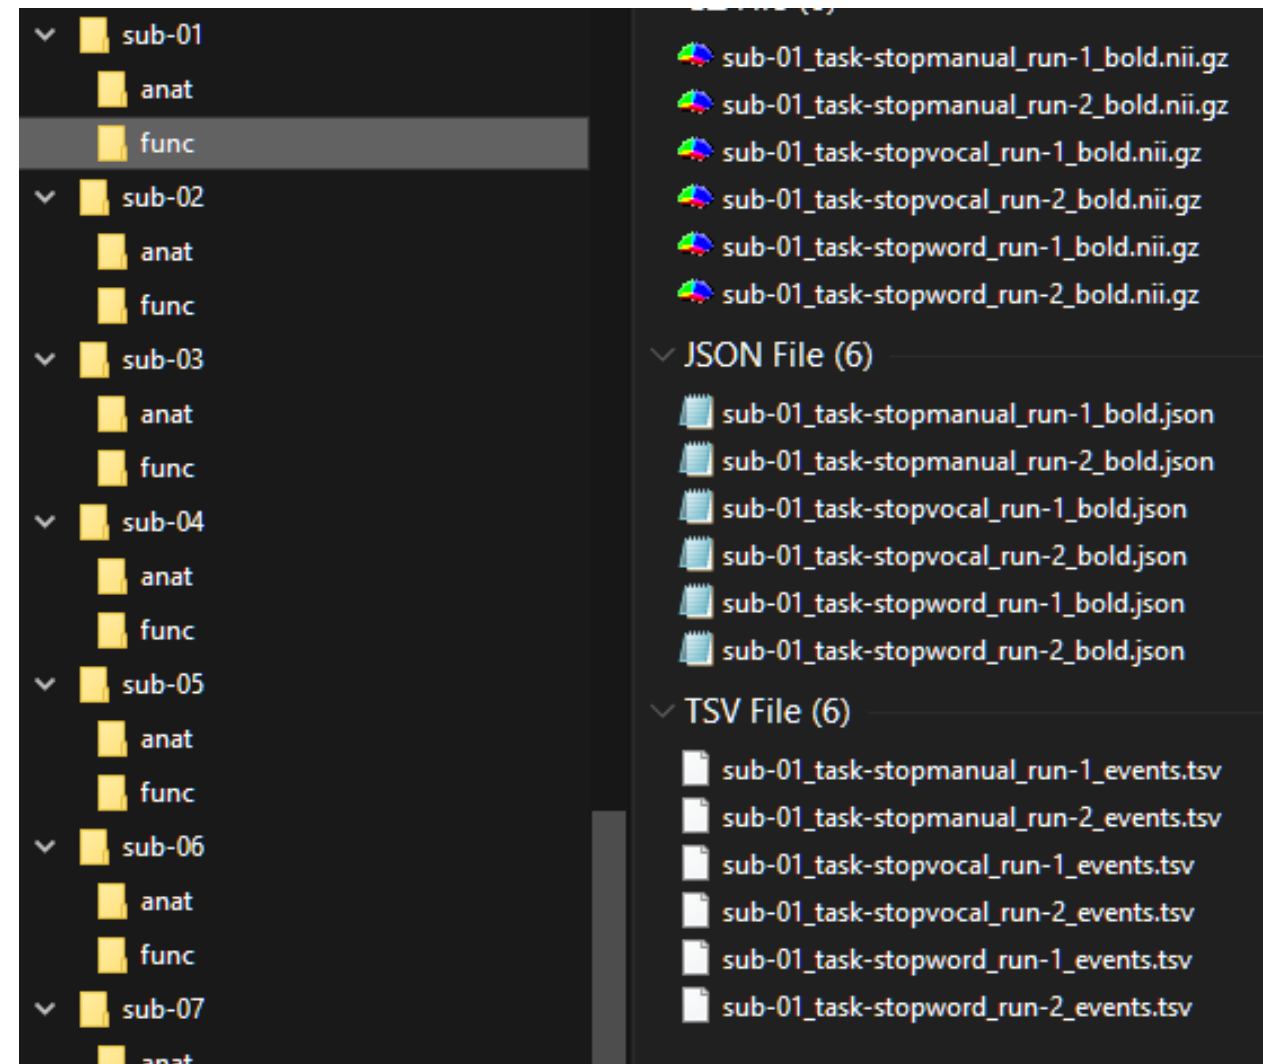 sub-01
anat
func
sub-02
anat
func
sub-03
anat
func
sub-04
anat
func
sub-05
anat
func
sub-06
anat
func
sub-07
anat
sub-01_task-stopmanual_run-1_bold.nii.gz
sub-01_task-stopmanual_run-2_bold.nii.gz
sub-01_task-stopvocal_run-1_bold.nii.gz
sub-01_task-stopvocal_run-2_bold.nii.gz
sub-01_task-stopword_run-1_bold.nii.gz
sub-01_task-stopword_run-2_bold.nii.gz
JSON File (6)
sub-01_task-stopmanual_run-1_bold.json
sub-01_task-stopmanual_run-2_bold.json
sub-01_task-stopvocal_run-1_bold.json
sub-01_task-stopvocal_run-2_bold.json
sub-01_task-stopword_run-1_bold.json
sub-01_task-stopword_run-2_bold.json
TSV File (6)
sub-01_task-stopmanual_run-1_events.tsv
sub-01_task-stopmanual_run-2_events.tsv
sub-01_task-stopvocal_run-1_events.tsv
sub-01_task-stopvocal_run-2_events.tsv
sub-01_task-stopword_run-1_events.tsv
sub-01_task-stopword_run-2_events.tsv